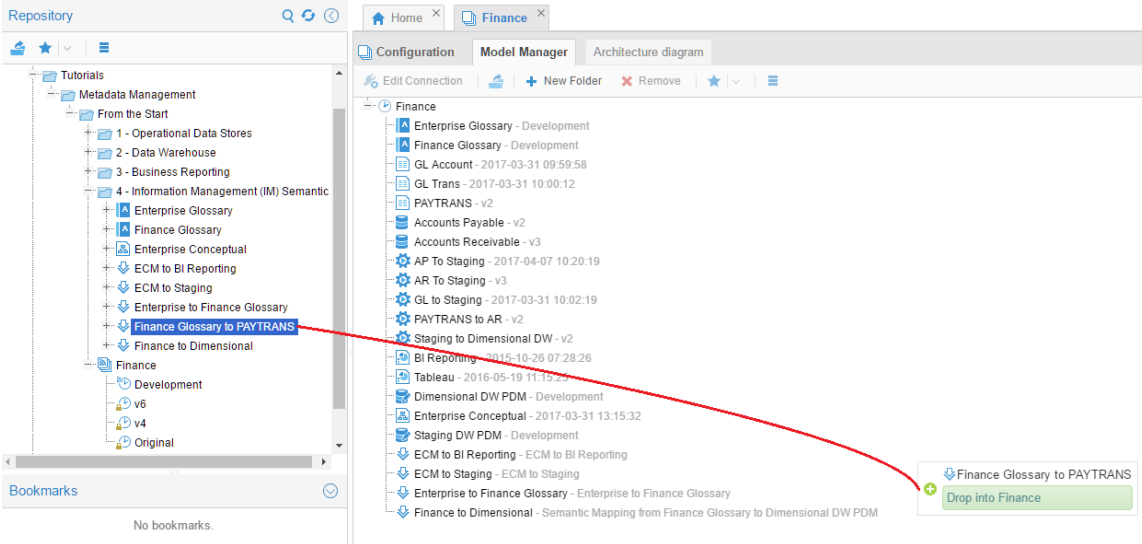 Repository
Tutorials
Metadata Management
From the Start
1 - Operational Data Stores
2 - Data Warehouse
3 - Business Reporting
4 - Information Management (IM) Semantic
Enterprise Glossary
Finance Glossary
Enterprise Conceptual
ECM to BI Reporting
ECM to Staging
Enterprise to Finance Glossary
Finance Glossary to PAYTRANS
Finance to Dimensional
Finance
Development
v6
v4
Original
Bookmarks
No bookmarks.
Home × Finance ×
Configuration Model Manager Architecture diagram
Edit Connection New Folder Remove
Finance
Enterprise Glossary - Development
Finance Glossary - Development
GL Account - 2017-03-31 09:59:58
GL Trans - 2017-03-31 10:00:12
PAYTRANS - v2
Accounts Payable - v2
Accounts Receivable - v3
AP To Staging - 2017-04-07 10:20:19
AR To Staging - v3
GL to Staging - 2017-03-31 10:02:19
PAYTRANS to AR - v2
Staging to Dimensional DW - v2
BI Reporting - 2015-10-26 07:28:26
Tableau - 2016-05-19 11:15:25
Dimensional DW PDM - Development
Enterprise Conceptual - 2017-03-31 13:15:32
Staging DW PDM - Development
ECM to BI Reporting - ECM to BI Reporting
ECM to Staging - ECM to Staging
Enterprise to Finance Glossary - Enterprise to Finance Glossary
Finance to Dimensional - Semantic Mapping from Finance Glossary to Dimensional DW PDM
Finance Glossary to PAYTRANS
Drop into Finance